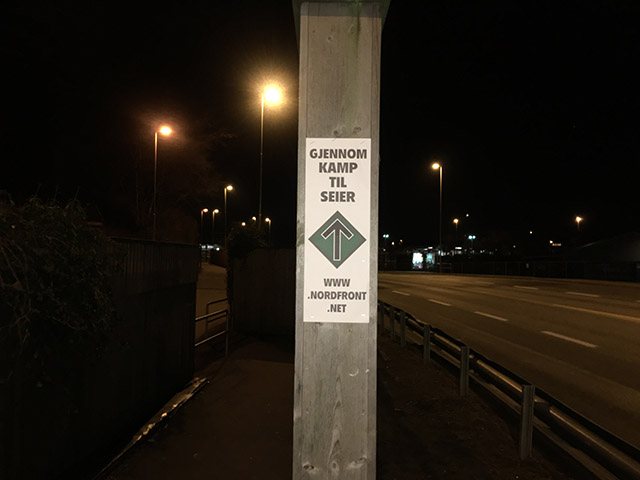 GJENNOM
KAMP
TIL
SEIER
WWW
.NORDFRONT
.NET